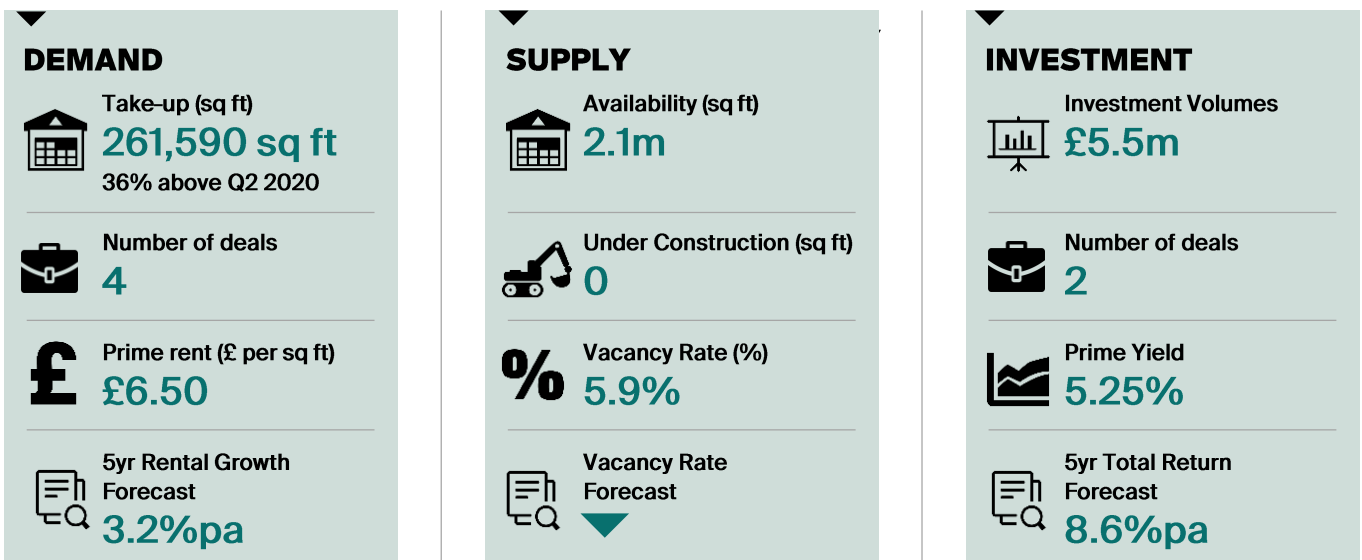 DEMAND
Take-up (sq ft)
261,590 sq ft
36% above Q2 2020
Number of deals
4
£
Prime rent (£ per sq ft)
£6.50
5yr Rental Growth
Forecast
3.2%pa
SUPPLY
Availability (sq ft)
2.1m
Under Construction (sq ft)
0
%
Vacancy Rate (%)
5.9%
Vacancy Rate
Forecast
INVESTMENT
Investment Volumes
£5.5m
Number of deals
2
Prime Yield
5.25%
5yr Total Return
Forecast
8.6%pa